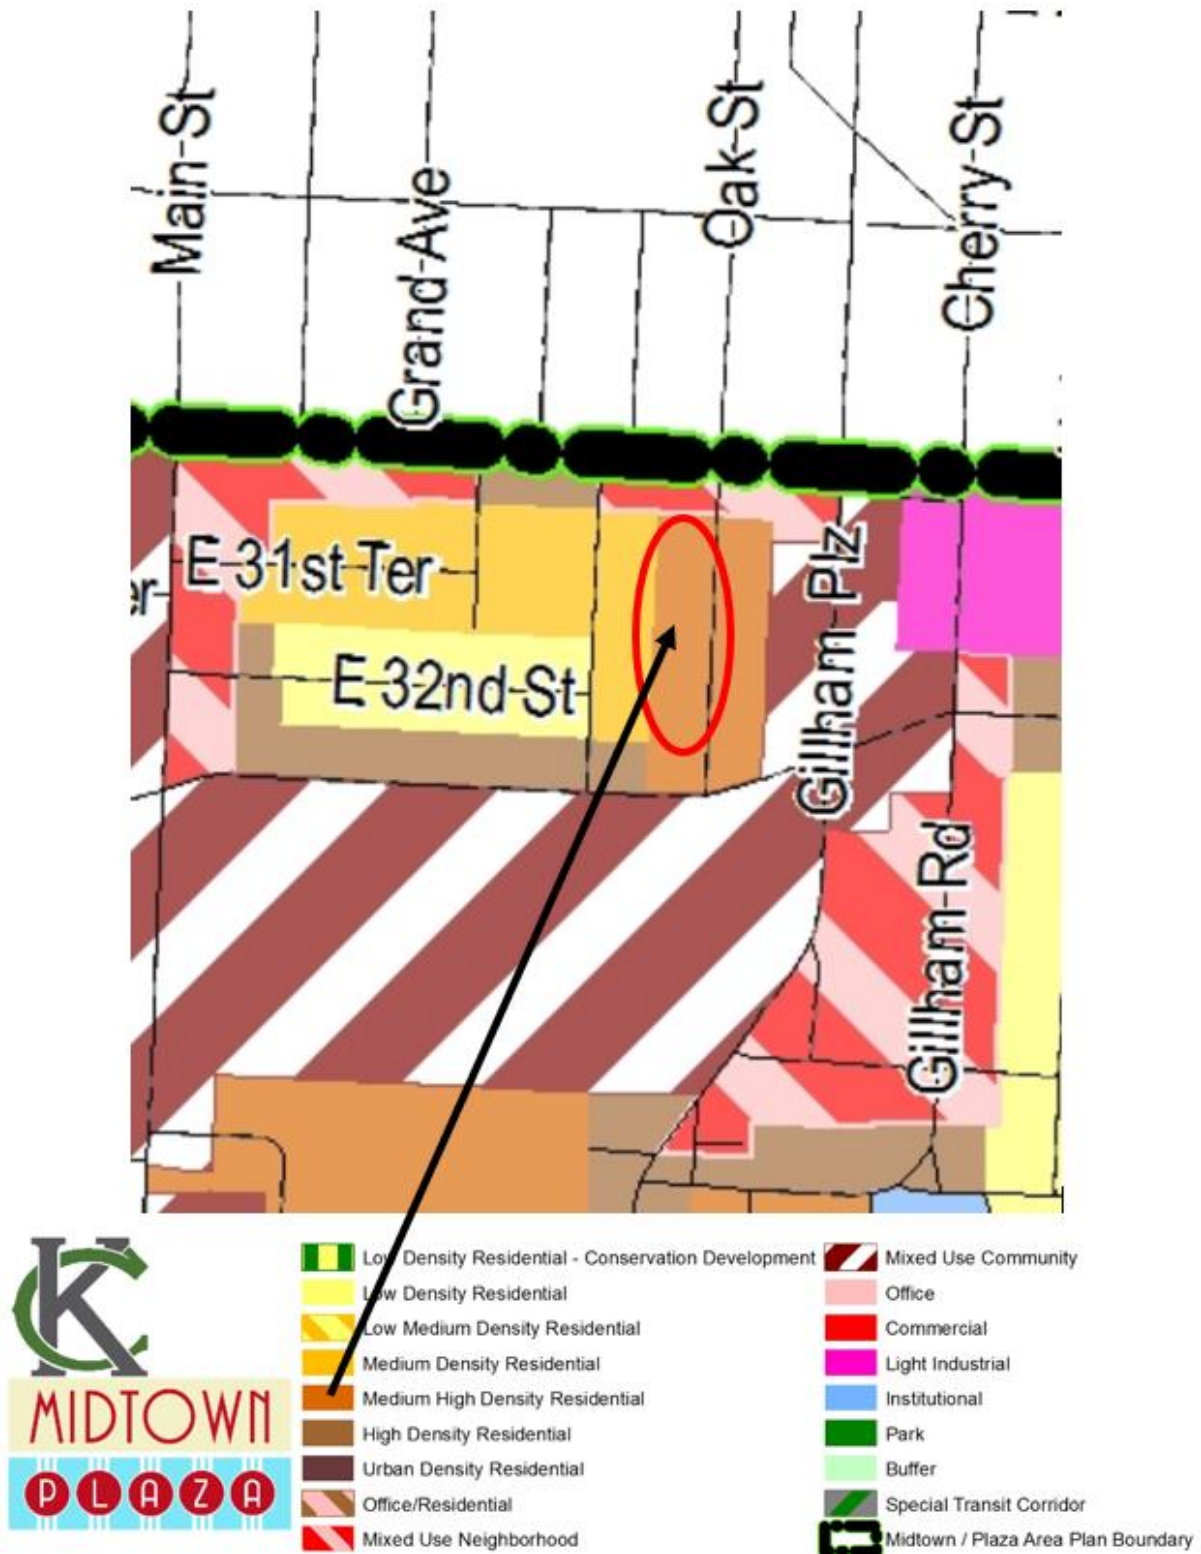 Main St
Grand Ave
Oak St
Cherry St
E 31st Ter
er
E 32nd St
Gillham Plz
Gillham Rd
KC
MIDTOWN
PLAZA
Low Density Residential - Conservation Development
Low Density Residential
Low Medium Density Residential
Medium Density Residential
Medium High Density Residential
High Density Residential
Urban Density Residential
Office/Residential
Mixed Use Neighborhood
Mixed Use Community
Office
Commercial
Light Industrial
Institutional
Park
Buffer
Special Transit Corridor
Midtown / Plaza Area Plan Boundary